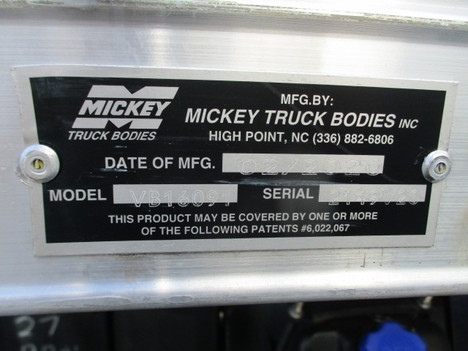 MICKEY
TRUCK BODIES
MFG.BY:
MICKEY TRUCK BODIES INC
HIGH POINT, NC (336) 882-6806
DATE OF MFG.
MODEL
SERIAL
THIS PRODUCT MAY BE COVERED BY ONE OR MORE
OF THE FOLLOWING PATENTS #6,022,067
27